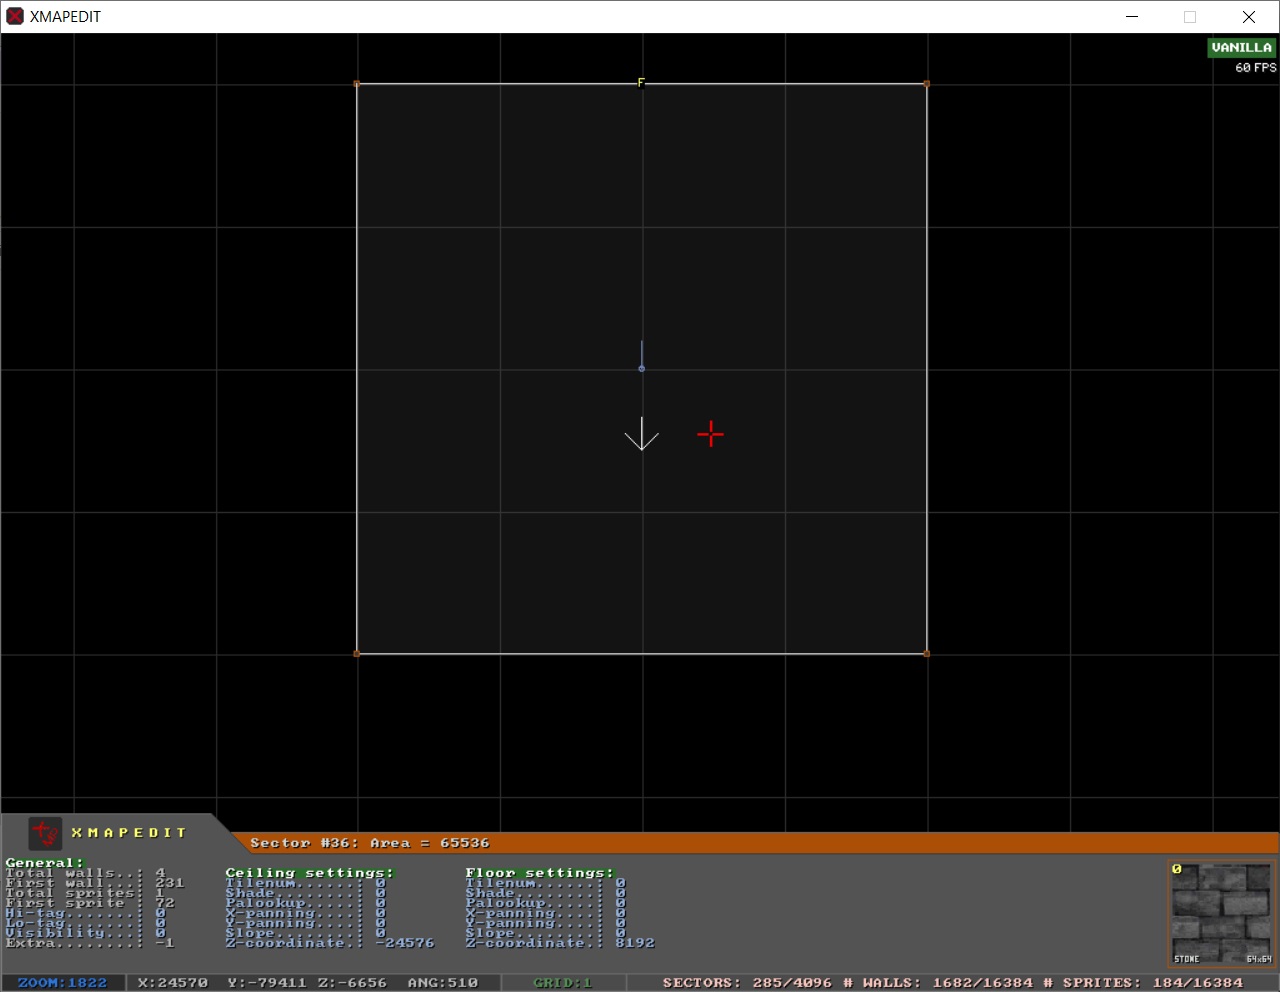 XMAPEDIT
VANILLA
60 FPS
F
XMAPEDIT
Sector #36: Area = 65536
General:
Total walls..: 4
First wall...: 231
Total sprites: 1
First sprite : 72
Hi-tag.......: 0
Lo-tag.......: 0
Visibility...: 0
Extra........: -1
Ceiling settings:
Tilenum......: 0
Shade........: 0
Palookup.....: 0
X-panning....: 0
Y-panning....: 0
Slope........: 0
Z-coordinate.: -24576
Floor settings:
Tilenum......: 0
Shade........: 0
Palookup.....: 0
X-panning....: 0
Y-panning....: 0
Slope........: 0
Z-coordinate.: 8192
0
STONE 64x64
ZOOM:1822 X:24570 Y:-79411 Z:-6656 ANG:510 GRID:1 SECTORS: 285/4096 # WALLS: 1682/16384 # SPRITES: 184/16384